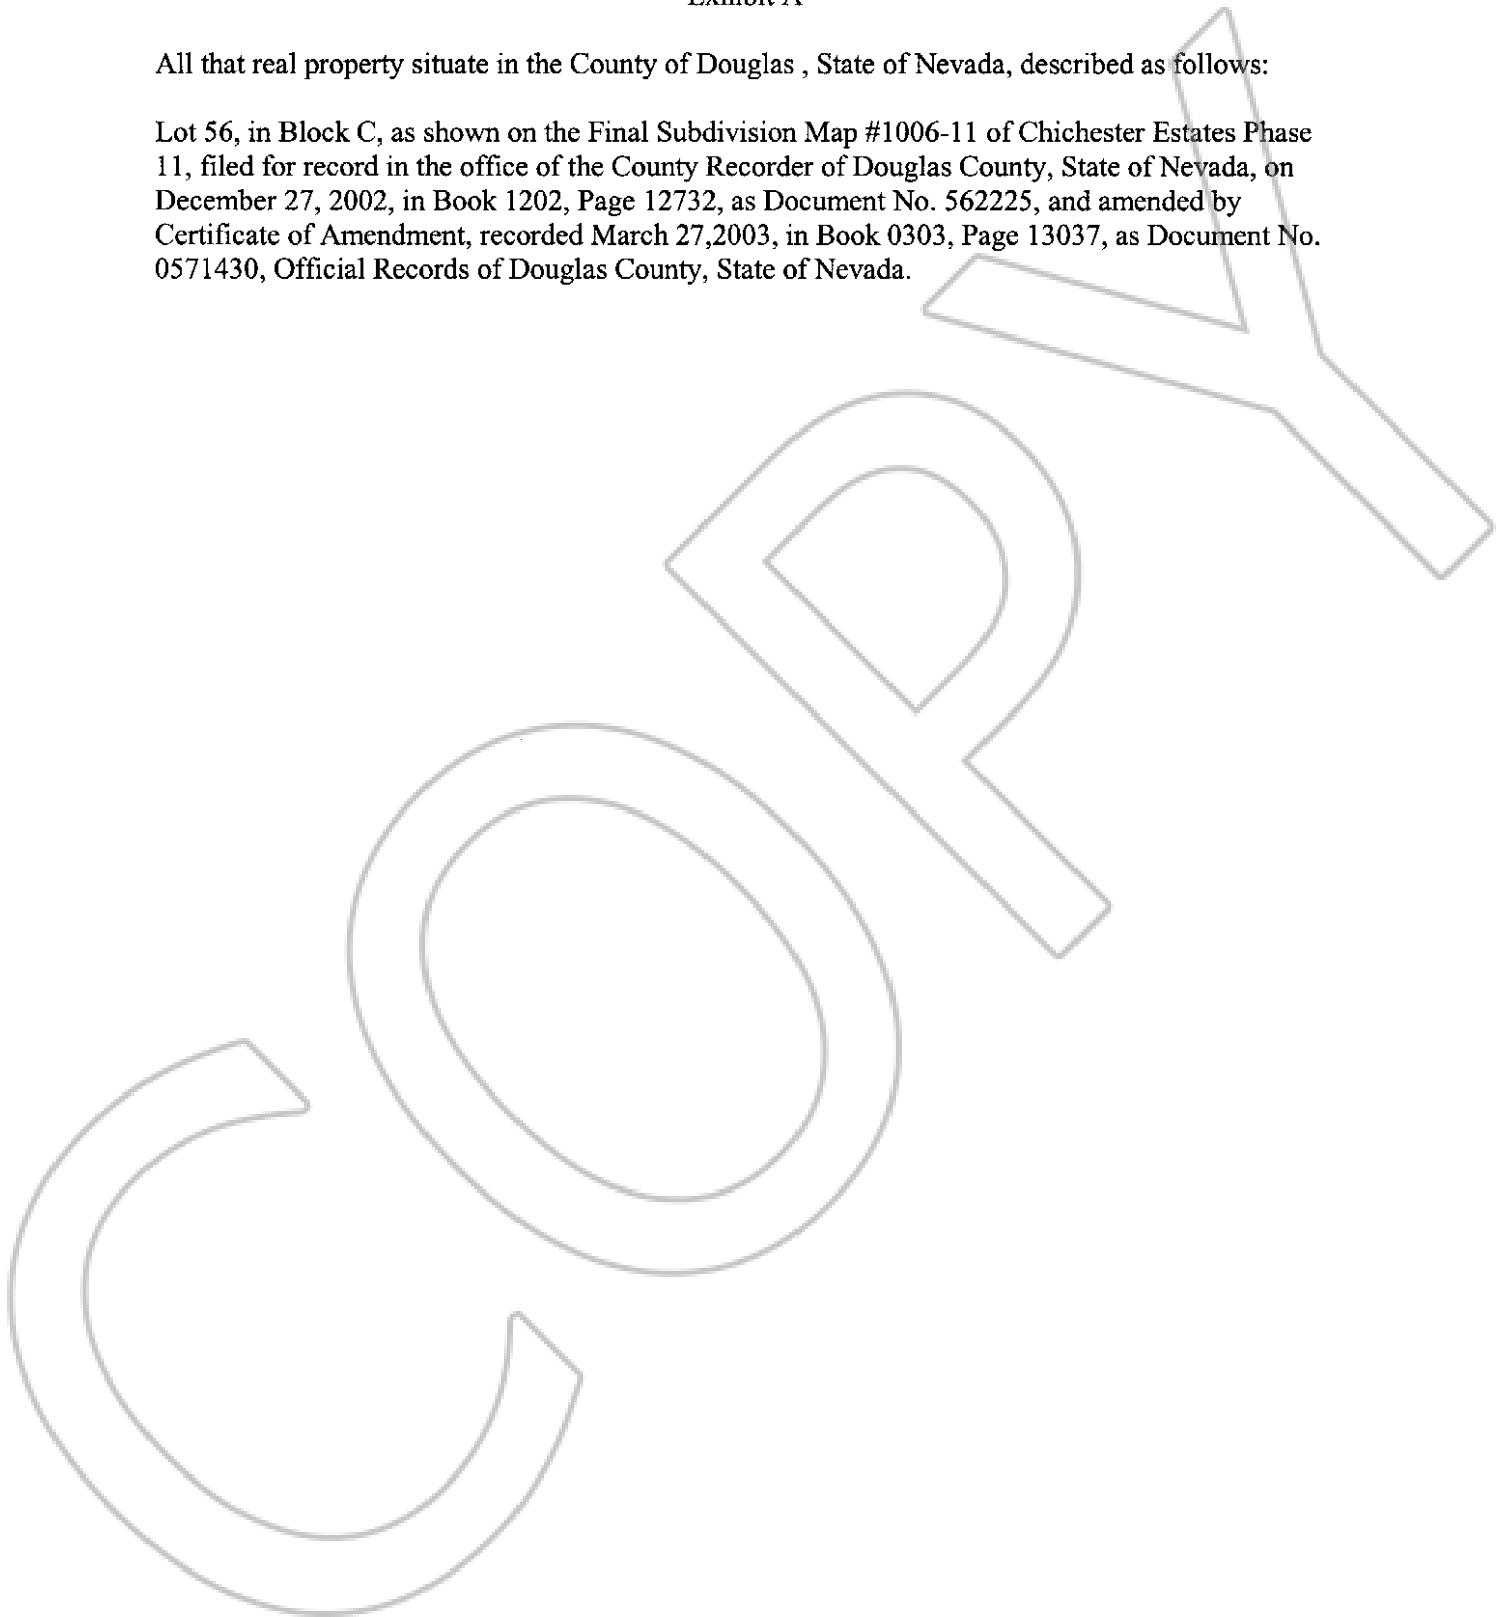 Exhibit A
All that real property situate in the County of Douglas , State of Nevada, described as follows:
Lot 56, in Block C, as shown on the Final Subdivision Map #1006-11 of Chichester Estates Phase
11, filed for record in the office of the County Recorder of Douglas County, State of Nevada, on
December 27, 2002, in Book 1202, Page 12732, as Document No. 562225, and amended by
Certificate of Amendment, recorded March 27,2003, in Book 0303, Page 13037, as Document No.
0571430, Official Records of Douglas County, State of Nevada.
COPY